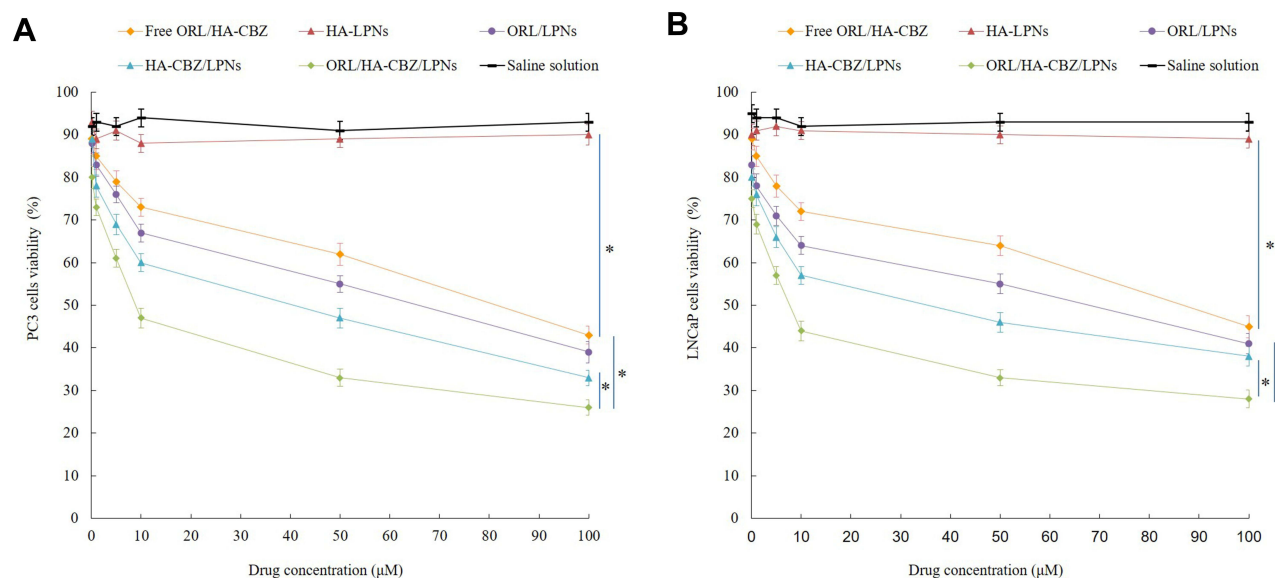 A
Free ORL/HA-CBZ HA-LPNs ORL/LPNs
HA-CBZ/LPNs ORL/HA-CBZ/LPNs Saline solution
PC3 cells viability (%)
100
90
80
70
60
50
40
30
20
10
0
* * *
0 10 20 30 40 50 60 70 80 90 100
Drug concentration (μM)
B
Free ORL/HA-CBZ HA-LPNs ORL/LPNs
HA-CBZ/LPNs ORL/HA-CBZ/LPNs Saline solution
LNCaP cells viability (%)
100
90
80
70
60
50
40
30
20
10
0
* *
0 10 20 30 40 50 60 70 80 90 100
Drug concentration (μM)